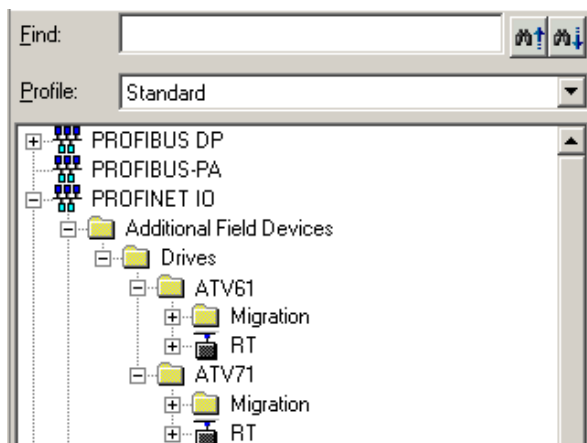 Find:
Profile: Standard
PROFIBUS DP
PROFIBUS-PA
PROFINET IO
Additional Field Devices
Drives
ATV61
Migration
RT
ATV71
Migration
RT